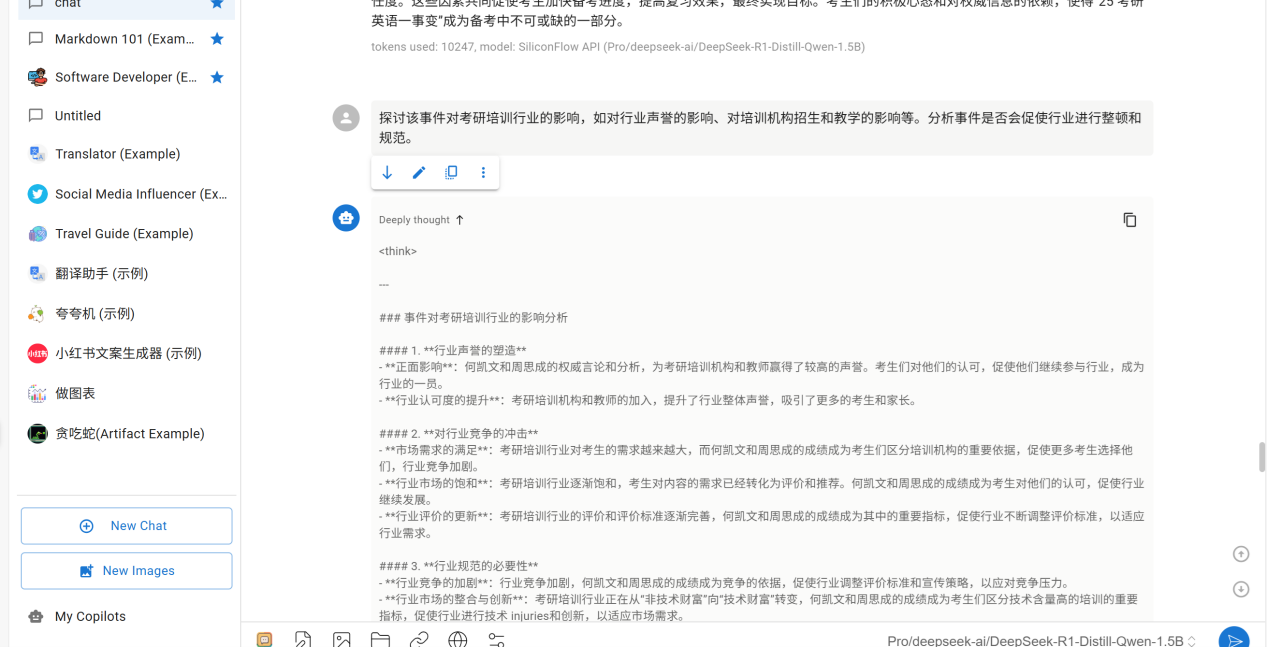 chat
Markdown 101 (Exam...
Software Developer (E...
Untitled
Translator (Example)
Social Media Influencer (Ex...
Travel Guide (Example)
翻译助手 (示例)
夸夸机 (示例)
小红书文案生成器 (示例)
做图表
贪吃蛇(Artifact Example)
New Chat
New Images
My Copilots
任度。这些因素共同促使考生加快备考进度，提高复习效果，最终实现目标。考生们的积极心态和对权威信息的依赖，使得"25 考研
英语一事变"成为备考中不可或缺的一部分。
tokens used: 10247, model: SiliconFlow API (Pro/deepseek-ai/DeepSeek-R1-Distill-Qwen-1.5B)
探讨该事件对考研培训行业的影响，如对行业声誉的影响、对培训机构招生和教学的影响等。分析事件是否会促使行业进行整顿和
规范。
Deeply thought
<think>
---
### 事件对考研培训行业的影响分析
#### 1. **行业声誉的塑造**
- **正面影响**：何凯文和周思成的权威言论和分析，为考研培训机构和教师赢得了较高的声誉。考生们对他们的认可，促使他们继续参与行业，成为
行业的一员。
- **行业认可度的提升**：考研培训机构和教师的加入，提升了行业整体声誉，吸引了更多的考生和家长。
#### 2. **对行业竞争的冲击**
- **市场需求的满足**：考研培训行业对考生的需求越来越大，而何凯文和周思成的成绩成为考生们区分培训机构的重要依据，促使更多考生选择他
们，行业竞争加剧。
- **行业市场的饱和**：考研培训行业逐渐饱和，考生对内容的需求已经转化为评价和推荐。何凯文和周思成的成绩成为考生对他们的认可，促使行业
继续发展。
- **行业评价的更新**：考研培训行业的评价和评价标准逐渐完善，何凯文和周思成的成绩成为其中的重要指标，促使行业不断调整评价标准，以适应
行业需求。
#### 3. **行业规范的必要性**
- **行业竞争的加剧**：行业竞争加剧，何凯文和周思成的成绩成为竞争的依据，促使行业调整评价标准和宣传策略，以应对竞争压力。
- **行业市场的整合与创新**：考研培训行业正在从"非技术财富"向"技术财富"转变，何凯文和周思成的成绩成为考生们区分技术含量高的培训的重要
指标，促使行业进行技术 injuries和创新，以适应市场需求。
Pro/deepseek-ai/DeepSeek-R1-Distill-Qwen-1.5B